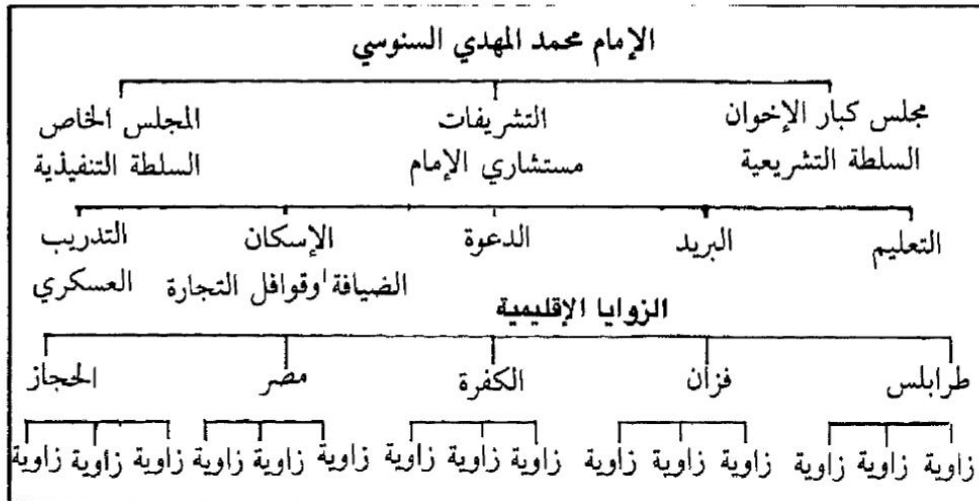 الإمام محمد المهدي السنوسي
مجلس كبار الإخوان التشريفات المجلس الخاص
السلطة التشريعية مستشاري الإمام السلطة التنفيذية
التعليم البريد الدعوة الإسكان التدريب
الضيافة وقوافل التجارة العسكري
الزوايا الإقليمية
طرابلس فزان الكفرة مصر الحجاز
زاوية زاوية زاوية زاوية زاوية زاوية زاوية زاوية زاوية زاوية زاوية زاوية زاوية زاوية زاوية